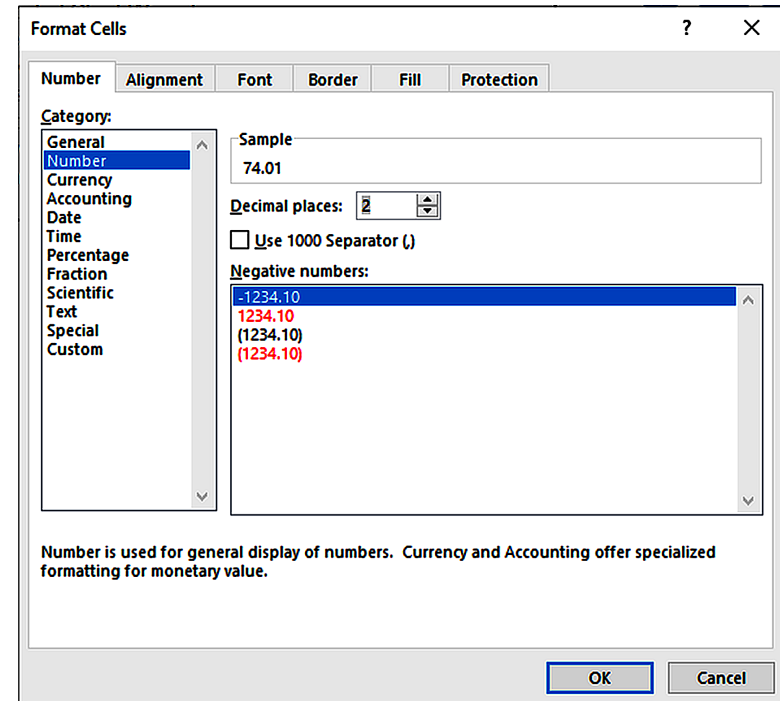 Format Cells ? ×
Number Alignment Font Border Fill Protection
Category:
General
Number
Currency
Accounting
Date
Time
Percentage
Fraction
Scientific
Text
Special
Custom
Sample
74.01
Decimal places: 2
Use 1000 Separator (,)
Negative numbers:
-1234.10
1234.10
(1234.10)
(1234.10)
Number is used for general display of numbers. Currency and Accounting offer specialized
formatting for monetary value.
OK Cancel